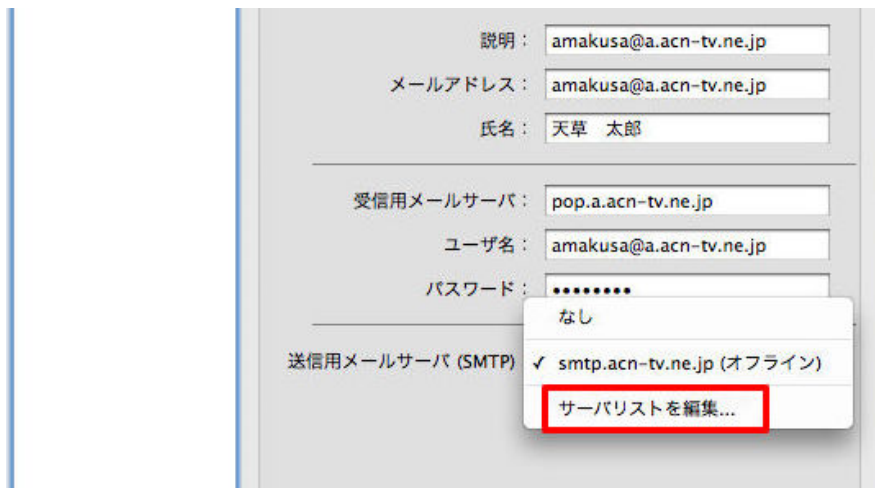 説明： amakusa@a.acn-tv.ne.jp
メールアドレス： amakusa@a.acn-tv.ne.jp
氏名： 天草　太郎
受信用メールサーバ： pop.a.acn-tv.ne.jp
ユーザ名： amakusa@a.acn-tv.ne.jp
パスワード： ••••••••
なし
送信用メールサーバ (SMTP) ✓ smtp.acn-tv.ne.jp (オフライン)
サーバリストを編集...